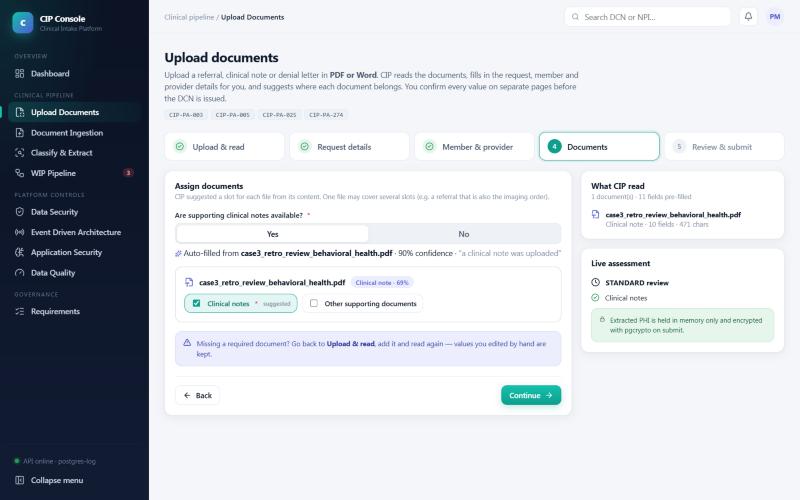 C
CIP Console
Clinical Intake Platform
OVERVIEW
Dashboard
CLINICAL PIPELINE
Upload Documents
Document Ingestion
Classify & Extract
WIP Pipeline
3
PLATFORM CONTROLS
Data Security
Event Driven Architecture
Application Security
Data Quality
GOVERNANCE
Requirements
API online · postgres-log
Collapse menu
Clinical pipeline / Upload Documents
Search DCN or NPI...
PM
Upload documents
Upload a referral, clinical note or denial letter in PDF or Word. CIP reads the documents, fills in the request, member and
provider details for you, and suggests where each document belongs. You confirm every value on separate pages before
the DCN is issued.
CIP-PA-003 CIP-PA-005 CIP-PA-025 CIP-PA-274
Upload & read
Request details
Member & provider
4 Documents
5 Review & submit
Assign documents
CIP suggested a slot for each file from its content. One file may cover several slots (e.g. a referral that is also the imaging order).
Are supporting clinical notes available? *
Yes
No
Auto-filled from case3_retro_review_behavioral_health.pdf · 90% confidence · "a clinical note was uploaded"
case3_retro_review_behavioral_health.pdf Clinical note · 69%
Clinical notes * suggested
Other supporting documents
Missing a required document? Go back to Upload & read, add it and read again — values you edited by hand are
kept.
Back
Continue
What CIP read
1 document(s) · 11 fields pre-filled
case3_retro_review_behavioral_health.pdf
Clinical note · 10 fields · 471 chars
Live assessment
STANDARD review
Clinical notes
Extracted PHI is held in memory only and encrypted
with pgcrypto on submit.